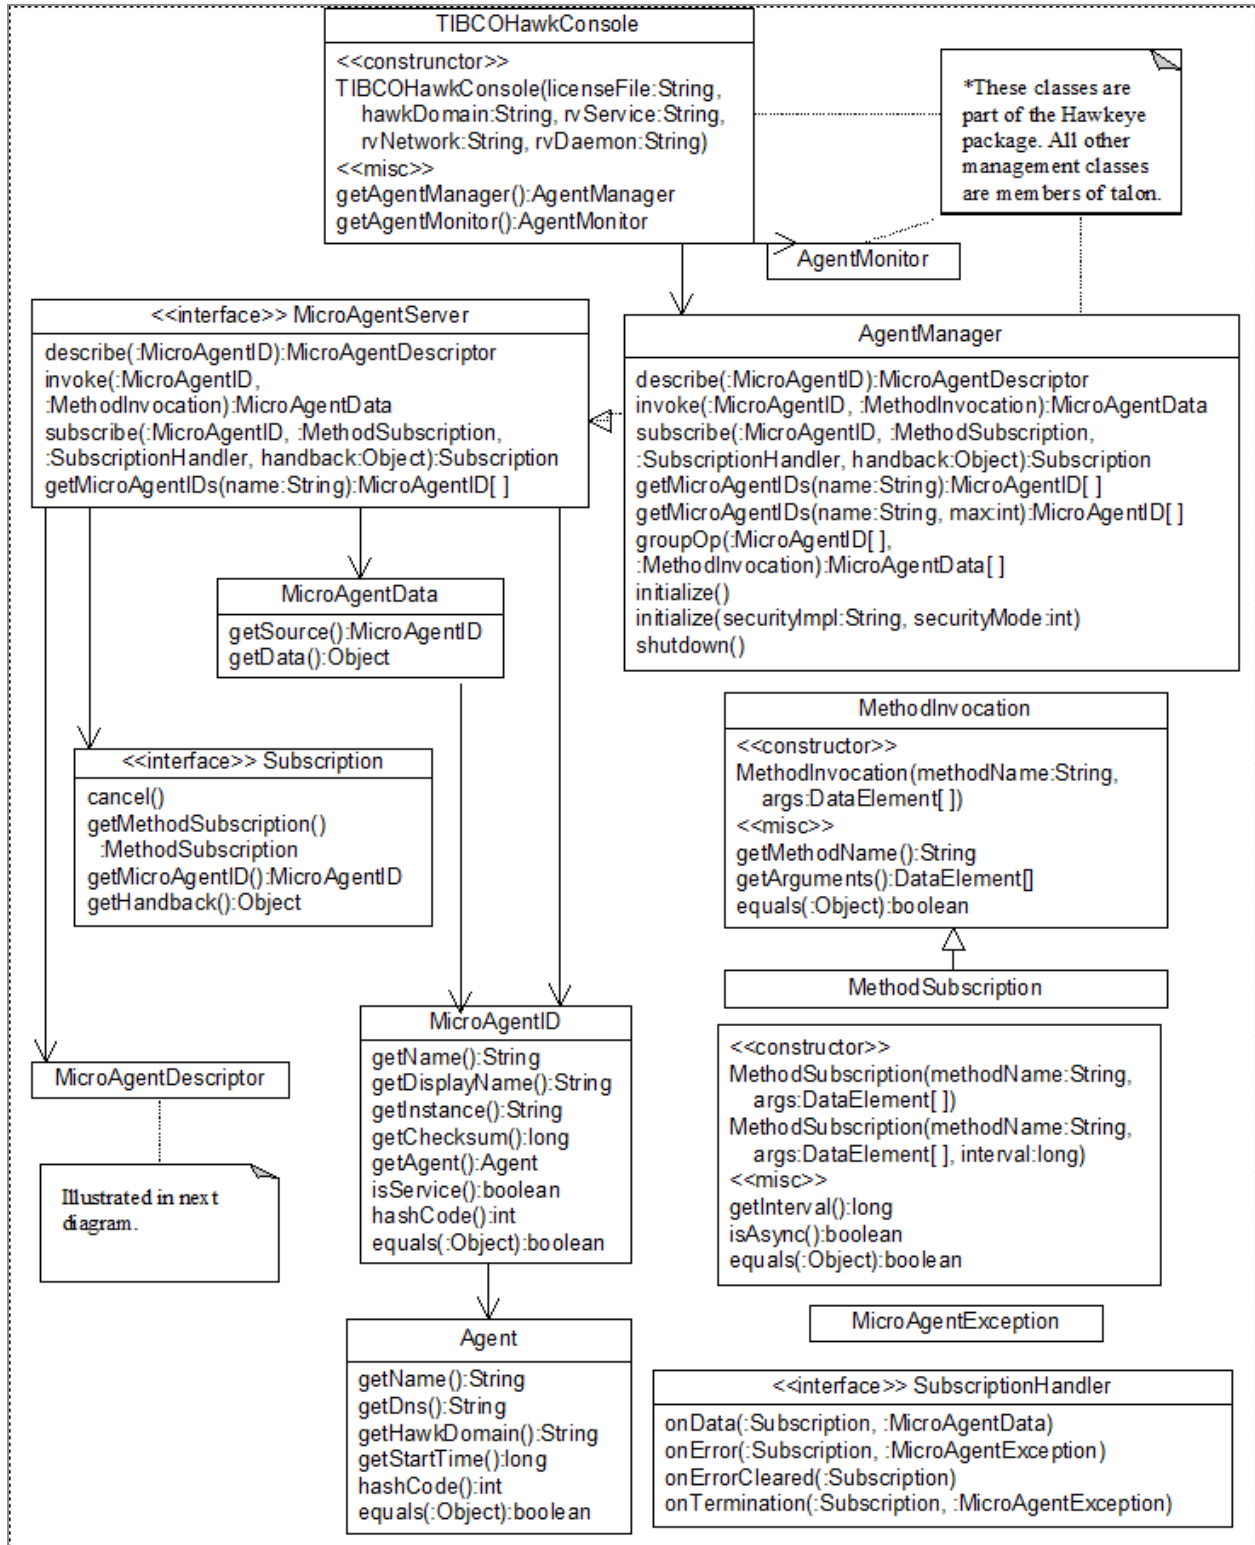 TIBCOHawkConsole
<<construnctor>>
TIBCOHawkConsole(licenseFile:String,
hawkDomain:String, rvService:String,
rvNetwork:String, rvDaemon:String)
<<misc>>
getAgentManager():AgentManager
getAgentMonitor():AgentMonitor
*These classes are
part of the Hawkeye
package. All other
management classes
are members of talon.
AgentMonitor
<<interface>> MicroAgentServer
describe(:MicroAgentID):MicroAgentDescriptor
invoke(:MicroAgentID,
:MethodInvocation):MicroAgentData
subscribe(:MicroAgentID, :MethodSubscription,
:SubscriptionHandler, handback:Object):Subscription
getMicroAgentIDs(name:String):MicroAgentID[ ]
AgentManager
describe(:MicroAgentID):MicroAgentDescriptor
invoke(:MicroAgentID, :MethodInvocation):MicroAgentData
subscribe(:MicroAgentID, :MethodSubscription,
:SubscriptionHandler, handback:Object):Subscription
getMicroAgentIDs(name:String):MicroAgentID[ ]
getMicroAgentIDs(name:String, max:int):MicroAgentID[ ]
groupOp(:MicroAgentID[ ],
:MethodInvocation):MicroAgentData[ ]
initialize()
initialize(securityImpl:String, securityMode:int)
shutdown()
MicroAgentData
getSource():MicroAgentID
getData():Object
<<interface>> Subscription
cancel()
getMethodSubscription()
:MethodSubscription
getMicroAgentID():MicroAgentID
getHandback():Object
MethodInvocation
<<constructor>>
MethodInvocation(methodName:String,
args:DataElement[ ])
<<misc>>
getMethodName():String
getArguments():DataElement[]
equals(:Object):boolean
MethodSubscription
<<constructor>>
MethodSubscription(methodName:String,
args:DataElement[ ])
MethodSubscription(methodName:String,
args:DataElement[ ], interval:long)
<<misc>>
getInterval():long
isAsync():boolean
equals(:Object):boolean
MicroAgentDescriptor
Illustrated in next
diagram.
MicroAgentID
getName():String
getDisplayName():String
getInstance():String
getChecksum():long
getAgent():Agent
isService():boolean
hashCode():int
equals(:Object):boolean
Agent
getName():String
getDns():String
getHawkDomain():String
getStartTime():long
hashCode():int
equals(:Object):boolean
MicroAgentException
<<interface>> SubscriptionHandler
onData(:Subscription, :MicroAgentData)
onError(:Subscription, :MicroAgentException)
onErrorCleared(:Subscription)
onTermination(:Subscription, :MicroAgentException)